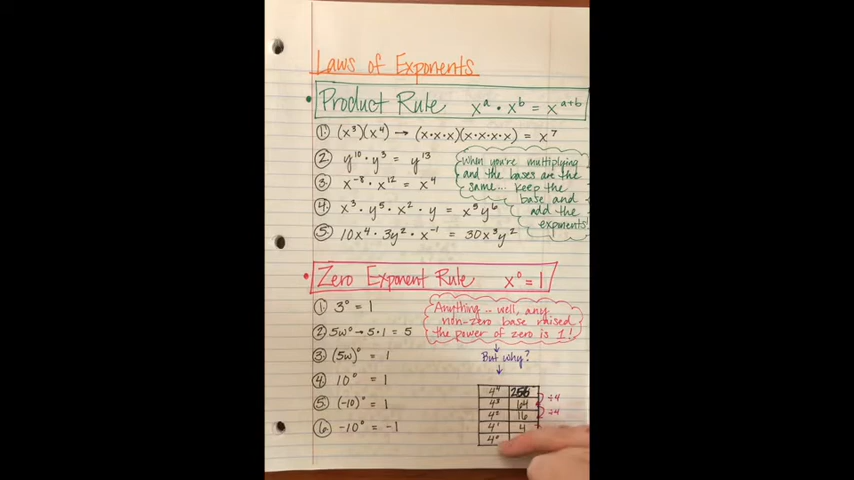 Laws of Exponents
Product Rule x^a · x^b = x^(a+b)
1. (x³)(x⁴) → (x·x·x)(x·x·x·x) = x⁷
2. y¹⁰ · y³ = y¹³
3. x⁻⁸ · x¹² = x⁴
4. x³ · y⁵ · x² · y = x⁵y⁶
5. 10x⁴ · 3y² · x⁻¹ = 30x³y²
When you're multiplying
and the bases are the
same... keep the
base and
add the
exponents!
Zero Exponent Rule x⁰ = 1
1. 3⁰ = 1
2. 5w⁰ → 5·1 = 5
3. (5w)⁰ = 1
4. 10⁰ = 1
5. (-10)⁰ = 1
6. -10⁰ = -1
Anything... well, any
non-zero base raised
the power of zero is 1!
But why?
4⁴ 256
4³ 64
4² 16
4¹ 4
4⁰
÷4
÷4